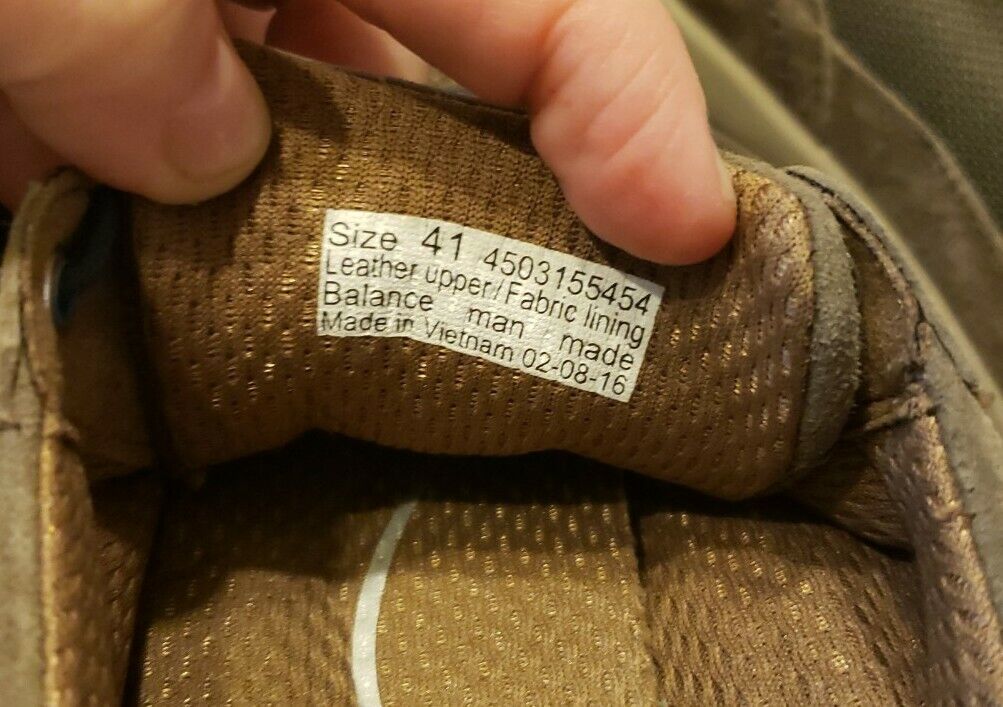 Size 41 4503155454
Leather upper/Fabric lining
Balance man made
Made in Vietnam 02-08-16